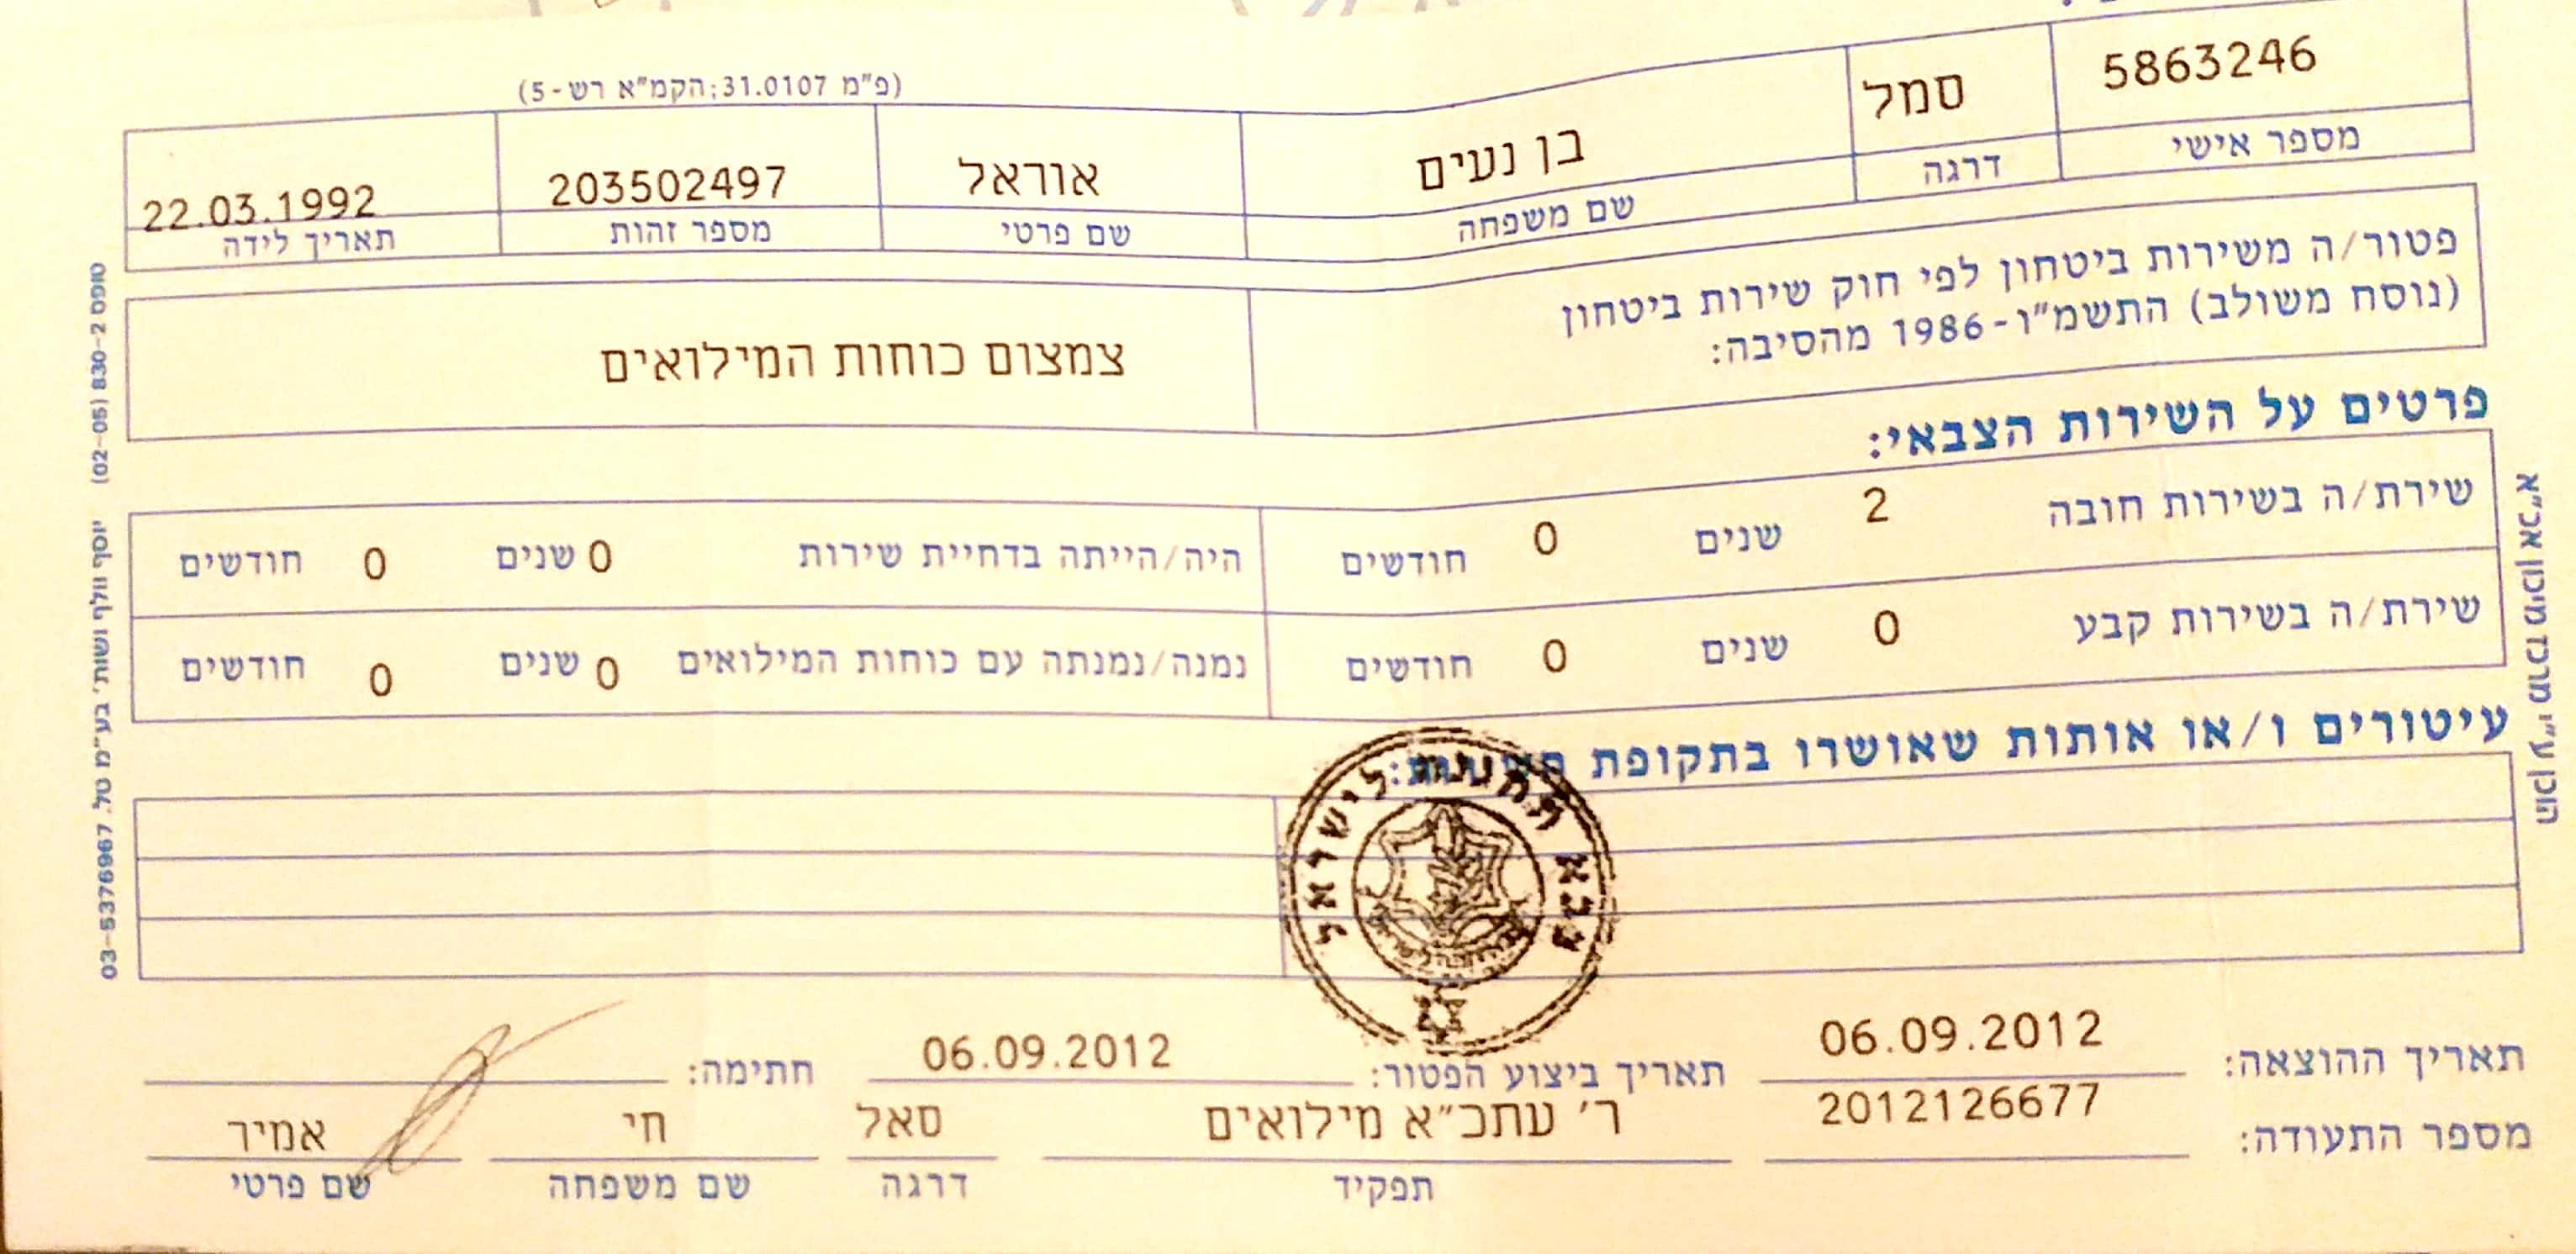 (פ"מ 31.0107; הקמ"א רש-5)
5863246 סמל בן נעים אוראל 203502497 22.03.1992
מספר אישי דרגה שם משפחה שם פרטי מספר זהות תאריך לידה
פטור/ה משירות ביטחון לפי חוק שירות ביטחון
(נוסח משולב) התשמ"ו-1986 מהסיבה:
צמצום כוחות המילואים
פרטים על השירות הצבאי:
שירת/ה בשירות חובה 2 שנים 0 חודשים היה/הייתה בדחיית שירות 0 שנים 0 חודשים
שירת/ה בשירות קבע 0 שנים 0 חודשים נמנה/נמנתה עם כוחות המילואים 0 שנים 0 חודשים
עיטורים ו/או אותות שאושרו בתקופת השירות:
צבא ההגנה לישראל
תאריך ההוצאה: 06.09.2012 תאריך ביצוע הפטור: 06.09.2012 חתימה:
מספר התעודה: 2012126677 ר' עתכ"א מילואים סאל חי אמיר
תפקיד דרגה שם משפחה שם פרטי
הוכן ע"י מרכז מיכון אכ"א
טופס 830-2 (02-05) יוסף וולף ושות' בע"מ טל. 03-5376967